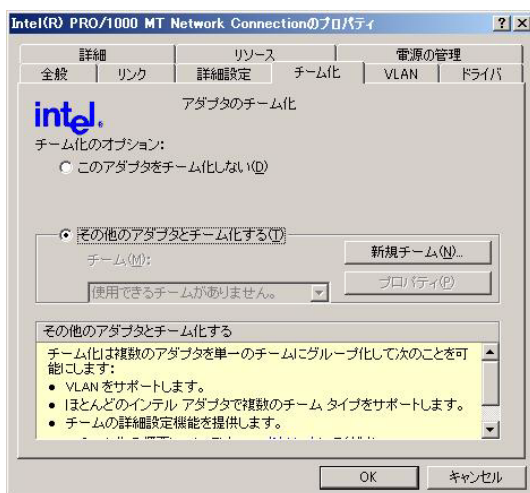 Intel(R) PRO/1000 MT Network Connectionのプロパティ
詳細 リソース 電源の管理
全般 リンク 詳細設定 チーム化 VLAN ドライバ
intel.
アダプタのチーム化
チーム化のオプション:
このアダプタをチーム化しない(D)
その他のアダプタとチーム化する(T)
新規チーム(N)...
チーム(M):
プロパティ(P)
使用できるチームがありません。
その他のアダプタとチーム化する
チーム化は複数のアダプタを単一のチームにグループ化して次のことを可
能にします:
• VLAN をサポートします。
• ほとんどのインテル アダプタで複数のチーム タイプをサポートします。
• チームの詳細設定機能を提供します。
OK キャンセル